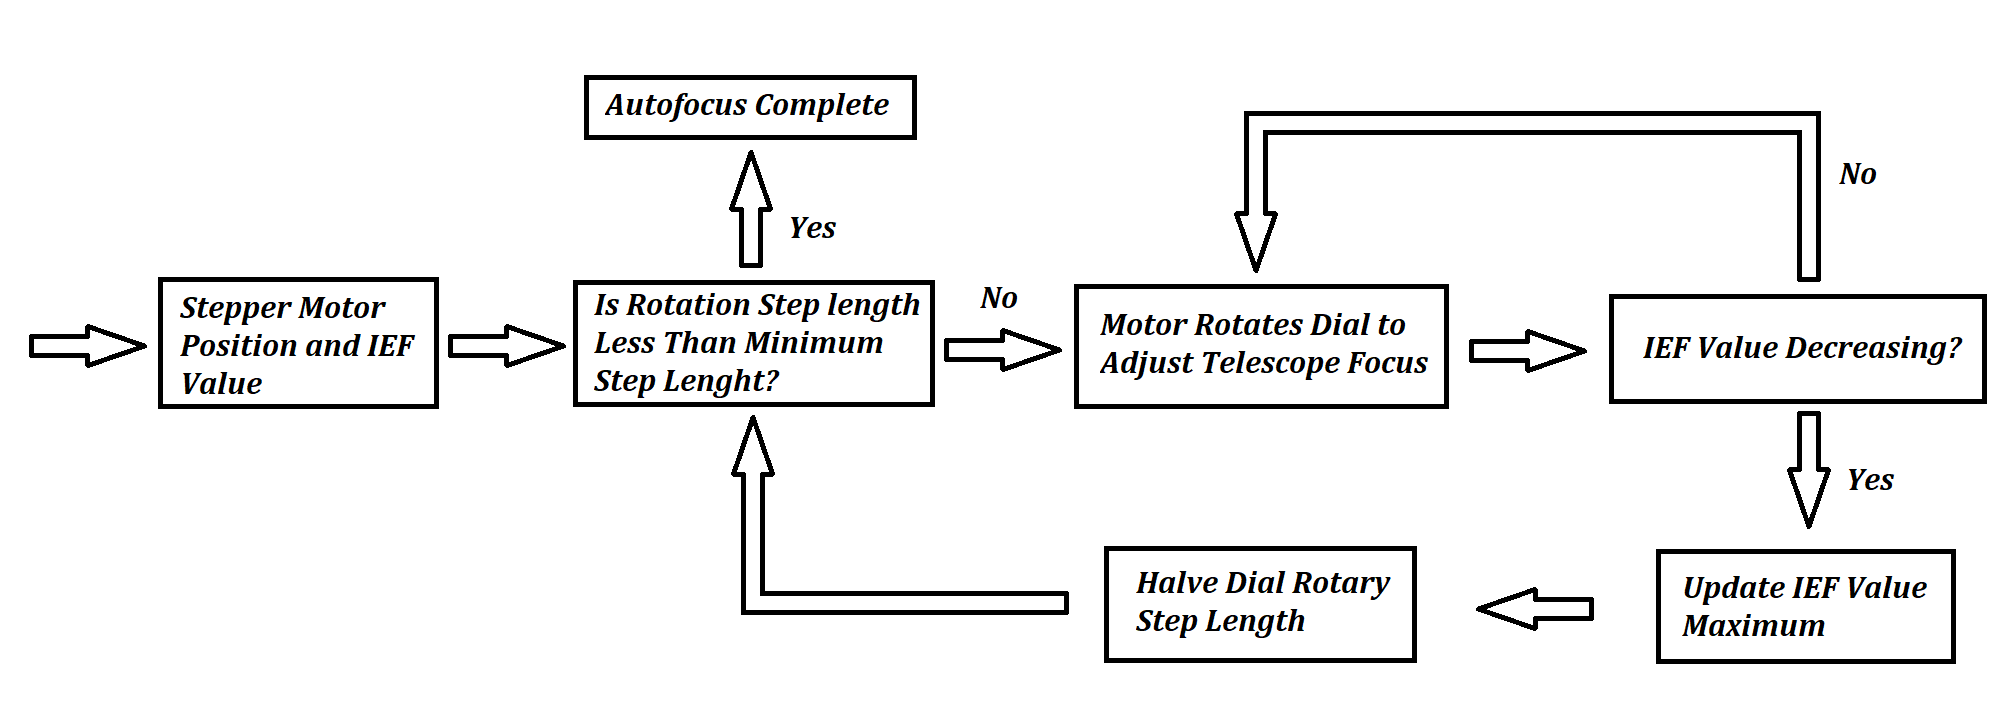 Autofocus Complete
Yes
No
Stepper Motor
Position and IEF
Value
Is Rotation Step length
Less Than Minimum
Step Lenght?
No
Motor Rotates Dial to
Adjust Telescope Focus
IEF Value Decreasing?
Yes
Halve Dial Rotary
Step Length
Update IEF Value
Maximum